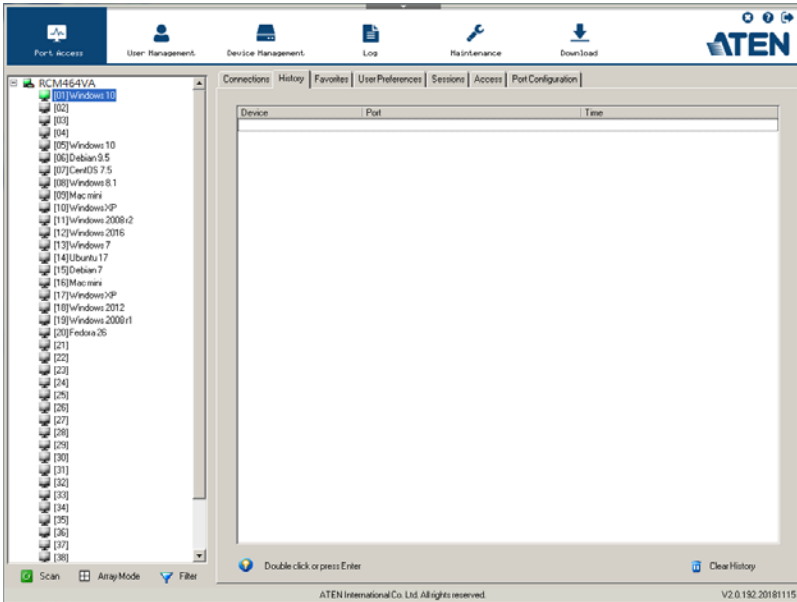 Port Access User Management Device Management Log Maintenance Download
ATEN
Connections History Favorites User Preferences Sessions Access Port Configuration
Device Port Time
RCM464VA
[01]Windows 10
[02]
[03]
[04]
[05]Windows 10
[06]Debian 9.5
[07]CentOS 7.5
[08]Windows 8.1
[09]Mac mini
[10]Windows XP
[11]Windows 2008 r2
[12]Windows 2016
[13]Windows 7
[14]Ubuntu 17
[15]Debian 7
[16]Mac mini
[17]Windows XP
[18]Windows 2012
[19]Windows 2008 r1
[20]Fedora 26
[21]
[22]
[23]
[24]
[25]
[26]
[27]
[28]
[29]
[30]
[31]
[32]
[33]
[34]
[35]
[36]
[37]
[38]
Double click or press Enter Clear History
Scan Array Mode Filter
ATEN International Co. Ltd. All rights reserved. V2.0.192.20181115